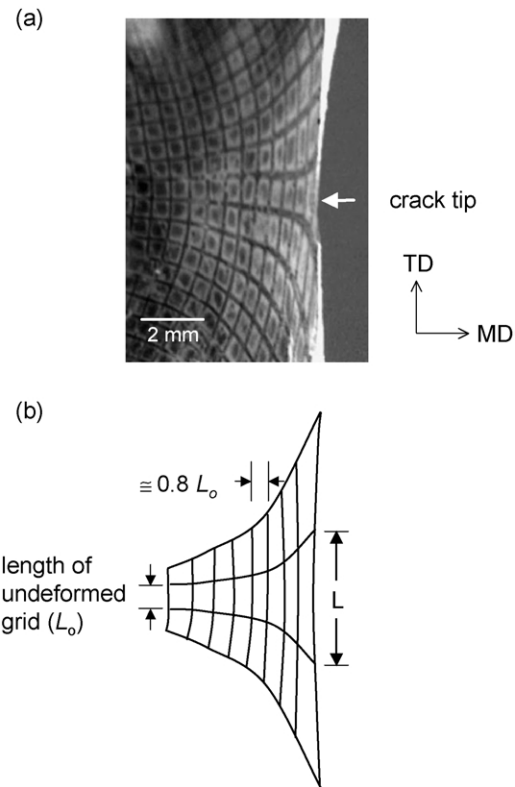 (a)
crack tip
TD
MD
2 mm
(b)
≅ 0.8 Lₒ
length of
undeformed
grid (Lₒ)
L